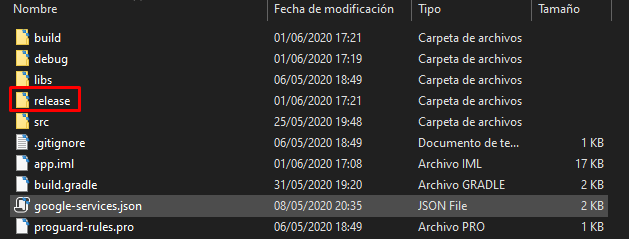 Nombre Fecha de modificación Tipo Tamaño
build 01/06/2020 17:21 Carpeta de archivos
debug 01/06/2020 17:21 Carpeta de archivos
libs 06/05/2020 18:49 Carpeta de archivos
release 01/06/2020 17:21 Carpeta de archivos
src 25/05/2020 19:48 Carpeta de archivos
.gitignore 06/05/2020 18:49 Documento de te... 1 KB
app.iml 01/06/2020 17:08 Archivo IML 17 KB
build.gradle 31/05/2020 19:20 Archivo GRADLE 2 KB
google-services.json 08/05/2020 20:35 JSON File 2 KB
proguard-rules.pro 06/05/2020 18:49 Archivo PRO 1 KB